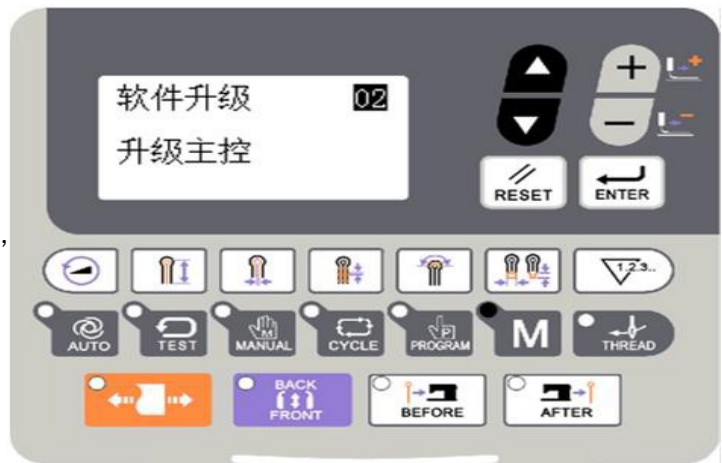 软件升级 02
升级主控
RESET
ENTER
,
1.2.3..
AUTO
TEST
MANUAL
CYCLE
PROGRAM
M
THREAD
BACK
FRONT
BEFORE
AFTER